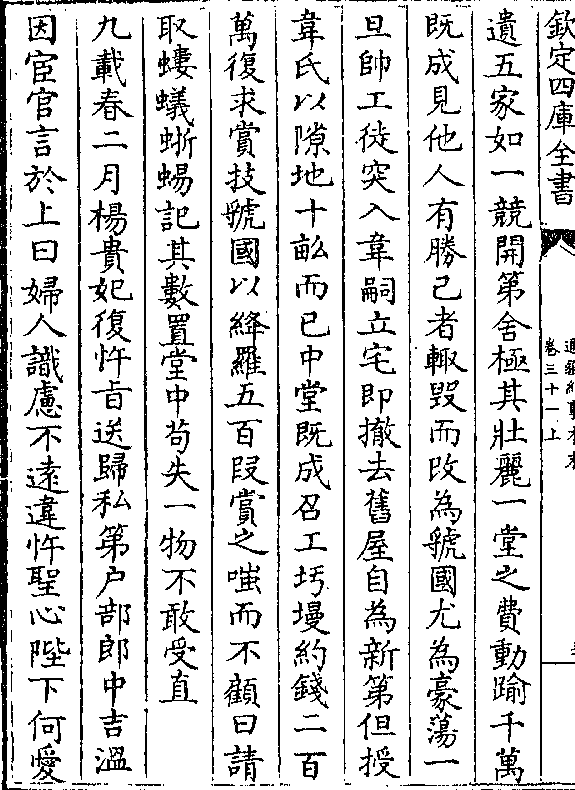 欽定四庫全書
通鑑紀事本末
卷三十一上
遺五家如一競開第舍極其壯麗一堂之費動踰千萬
既成見他人有勝己者輙毁而改為虢國尤為豪蕩一
旦帥工徒突入韋嗣立宅即撤去舊屋自為新第但授
韋氏以隙地十畝而已中堂既成召工圬墁約錢二百
萬復求賞技虢國以絳羅五百段賞之嗤而不顧曰請
取螻蟻蜥蜴記其數置堂中茍失一物不敢受直
九載春二月楊貴妃復忤㫖送歸私第户部郎中吉温
因宦官言於上曰婦人識慮不遠違忤聖心陛下何愛